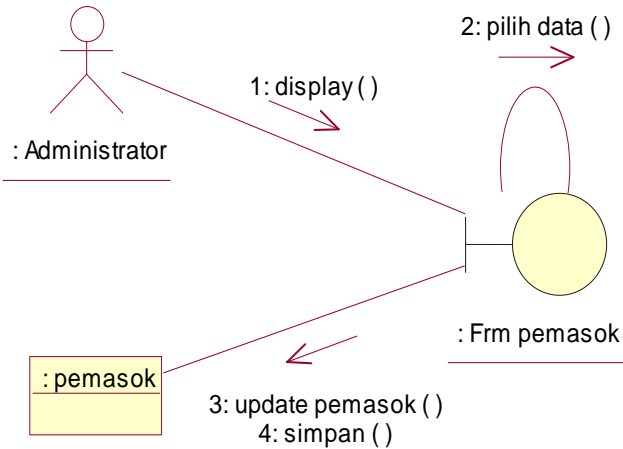 2: pilih data ( )
1: display ( )
: Administrator
: Frm pemasok
: pemasok
3: update pemasok ( )
4: simpan ( )